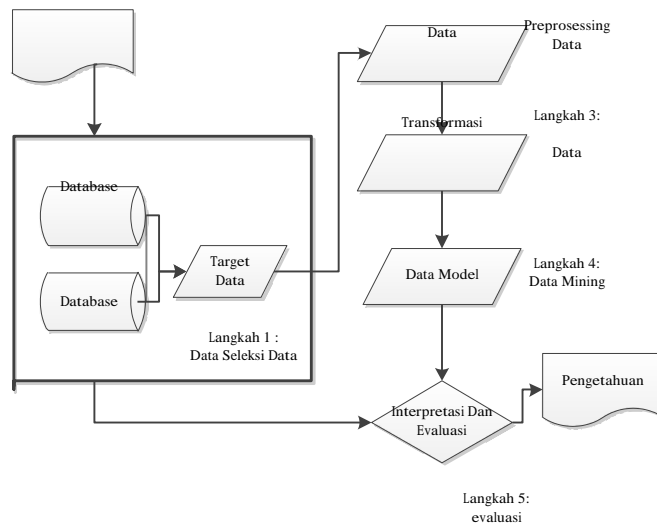 Data
Preprosessing
Data
Transformasi
Langkah 3:
Data
Database
Database
Target
Data
Langkah 1 :
Data Seleksi Data
Data Model
Langkah 4:
Data Mining
Interpretasi Dan
Evaluasi
Pengetahuan
Langkah 5:
evaluasi